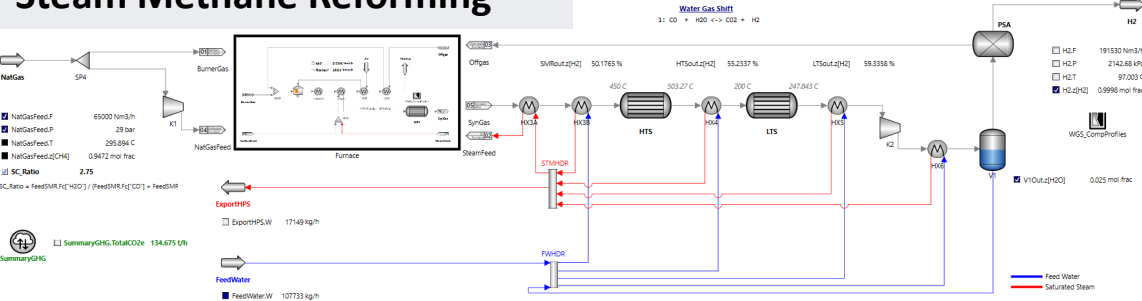 Steam Methane Reforming
Water Gas Shift
1: CO + H2O <-> CO2 + H2
NatGas
SP4
01
BurnerGas
K1
04
NatGasFeed
NatGasFeed.F 65000 Nm3/h
NatGasFeed.P 29 bar
NatGasFeed.T 295.894 C
NatGasFeed.z[CH4] 0.9472 mol frac
SC_Ratio 2.75
SC_Ratio = FeedSMR.Fc["H2O"] / (FeedSMR.Fc["CO"] + FeedSMR
Furnace
03
Offgas
05
SynGas
02
SteamFeed
SMRout.z[H2] 50.1765 %
HTSout.z[H2] 55.2337 %
LTSout.z[H2] 59.3358 %
HX3A
HX3B
450 C
503.27 C
HTS
HX4
200 C
247.843 C
LTS
HX5
K2
HX6
V1
PSA
H2
H2.F 191530 Nm3/h
H2.P 2142.68 kPa
H2.T 97.003 C
H2.z[H2] 0.9998 mol frac
WGS_CompProfiles
V1Out.z[H2O] 0.025 mol frac
STMHDR
ExportHPS
ExportHPS.W 17149 kg/h
SummaryGHG
SummaryGHG.TotalCO2e 134.675 t/h
FWHDR
FeedWater
FeedWater.W 107733 kg/h
Feed Water
Saturated Steam